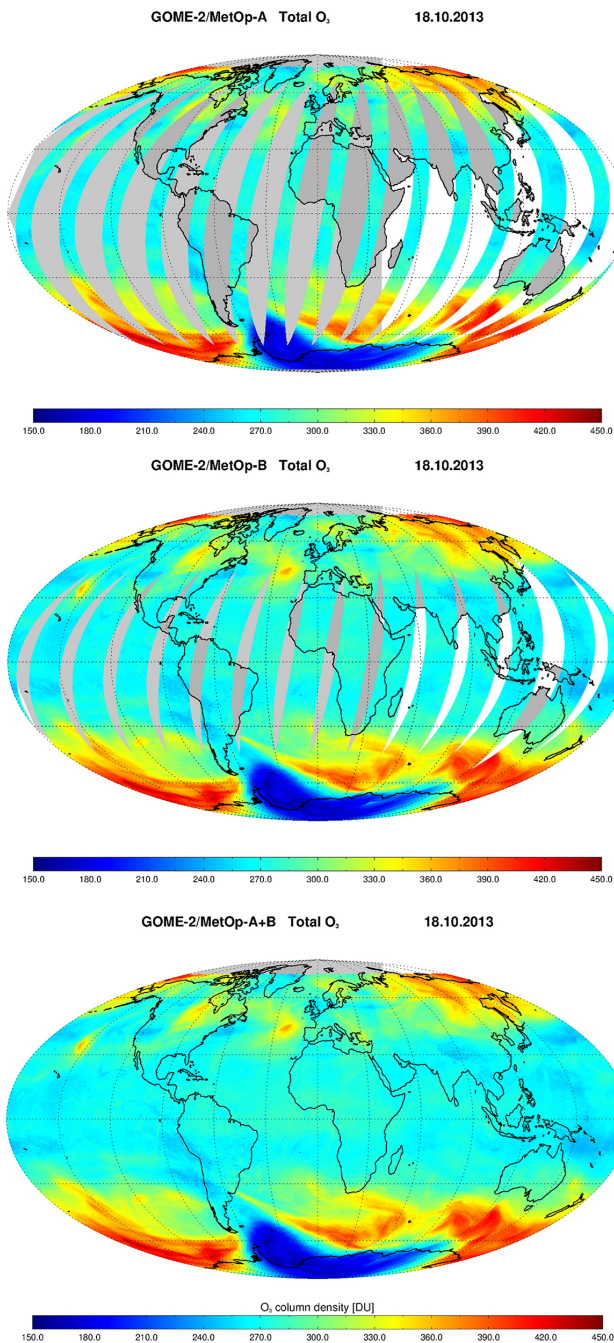 GOME-2/MetOp-A Total O₃ 18.10.2013
150.0 180.0 210.0 240.0 270.0 300.0 330.0 360.0 390.0 420.0 450.0
GOME-2/MetOp-B Total O₃ 18.10.2013
150.0 180.0 210.0 240.0 270.0 300.0 330.0 360.0 390.0 420.0 450.0
GOME-2/MetOp-A+B Total O₃ 18.10.2013
O₃ column density [DU]
150.0 180.0 210.0 240.0 270.0 300.0 330.0 360.0 390.0 420.0 450.0